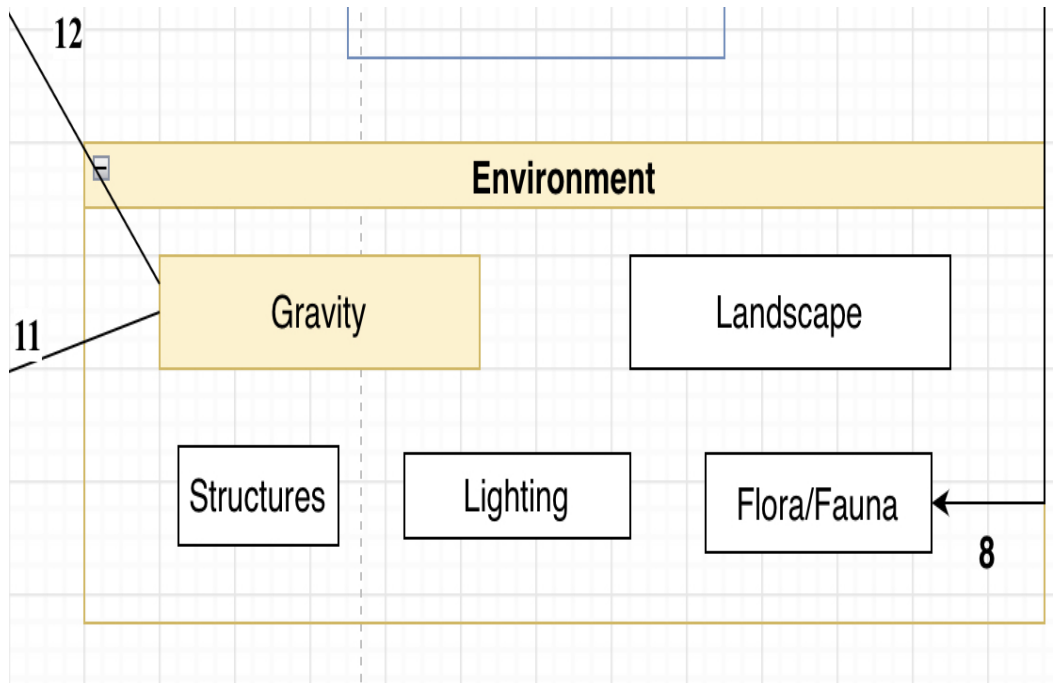 12
Environment
Gravity
Landscape
11
Structures
Lighting
Flora/Fauna
8